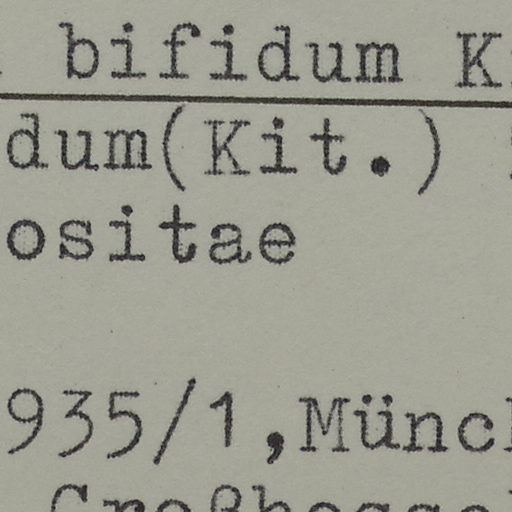 bifidum K
dum(Kit.)
ositae
935/1,Münc